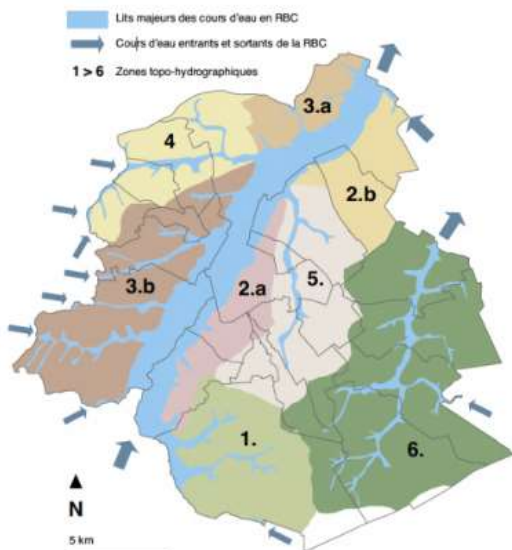 Lits majeurs des cours d'eau en RBC
Cours d'eau entrants et sortants de la RBC
1 > 6 Zones topo-hydrographiques
3.a
4
2.b
3.b
2.a
5.
1.
6.
N
5 km